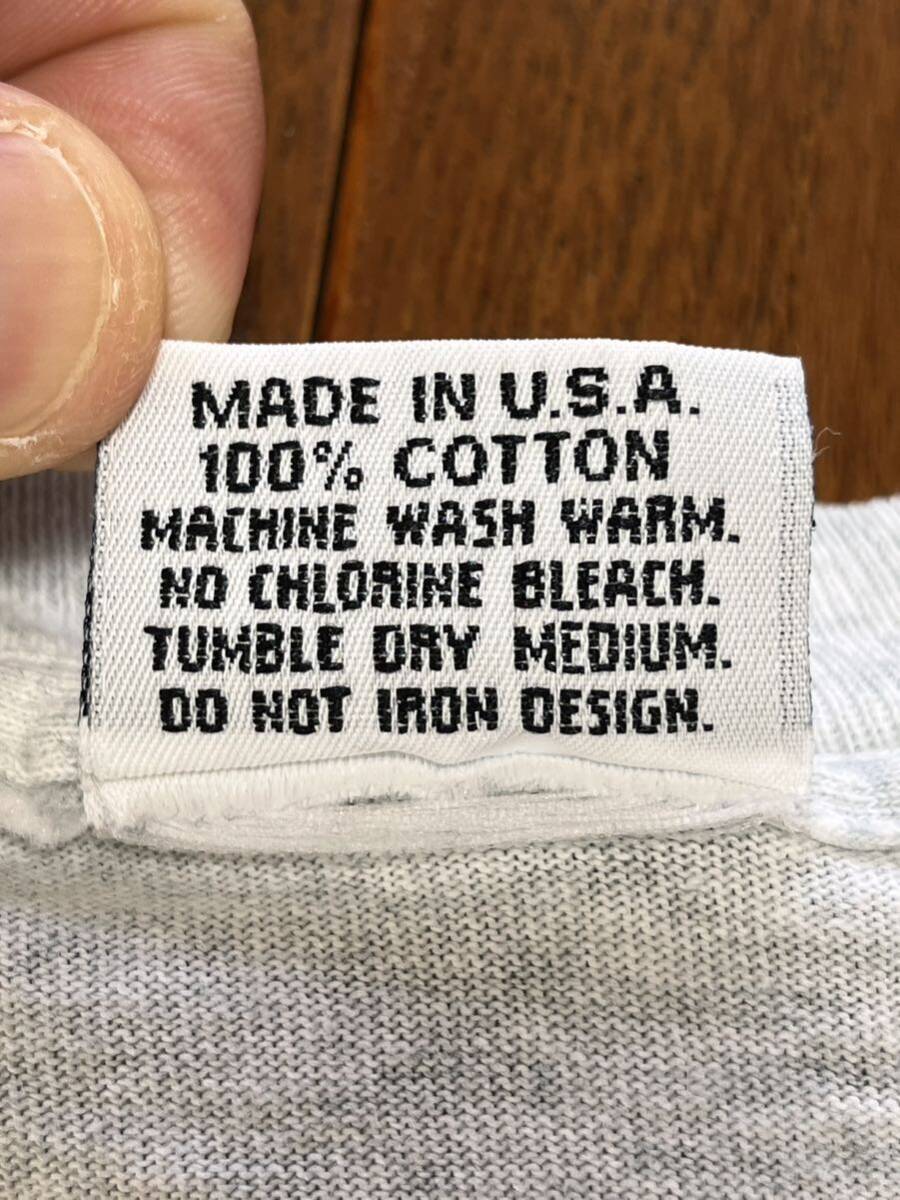 MADE IN U.S.A.
100% COTTON
MACHINE WASH WARM.
NO CHLORINE BLEACH.
TUMBLE DRY MEDIUM.
DO NOT IRON DESIGN.